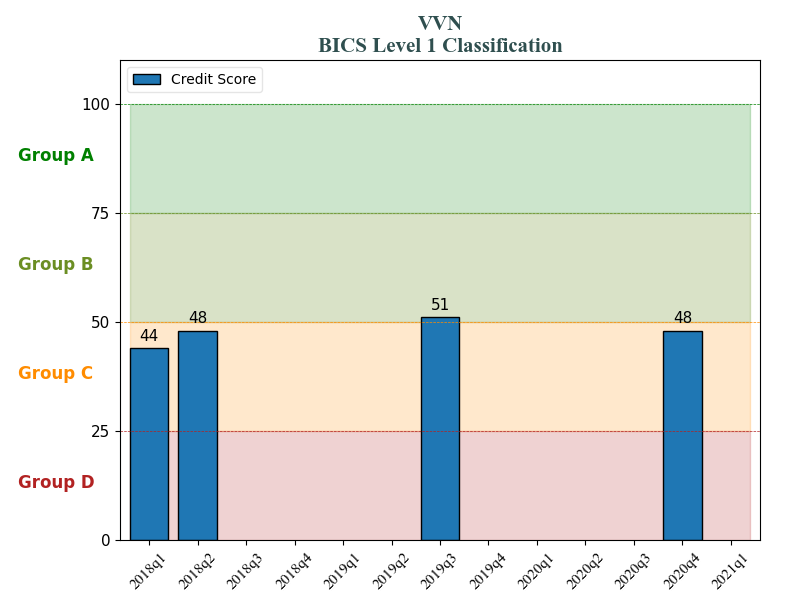 VVN
BICS Level 1 Classification
Credit Score
100
Group A
75
Group B
50
Group C
25
Group D
0
44
48
51
48
2018q1
2018q2
2018q3
2018q4
2019q1
2019q2
2019q3
2019q4
2020q1
2020q2
2020q3
2020q4
2021q1